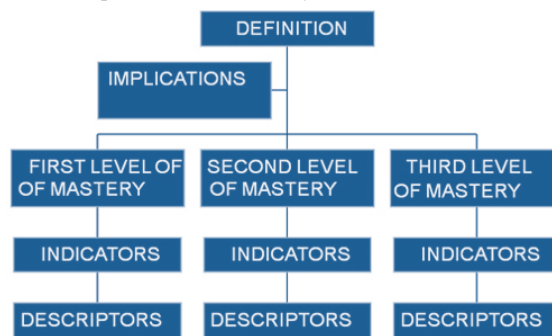 DEFINITION
IMPLICATIONS
FIRST LEVEL OF
OF MASTERY
SECOND LEVEL
OF MASTERY
THIRD LEVEL
OF MASTERY
INDICATORS
INDICATORS
INDICATORS
DESCRIPTORS
DESCRIPTORS
DESCRIPTORS